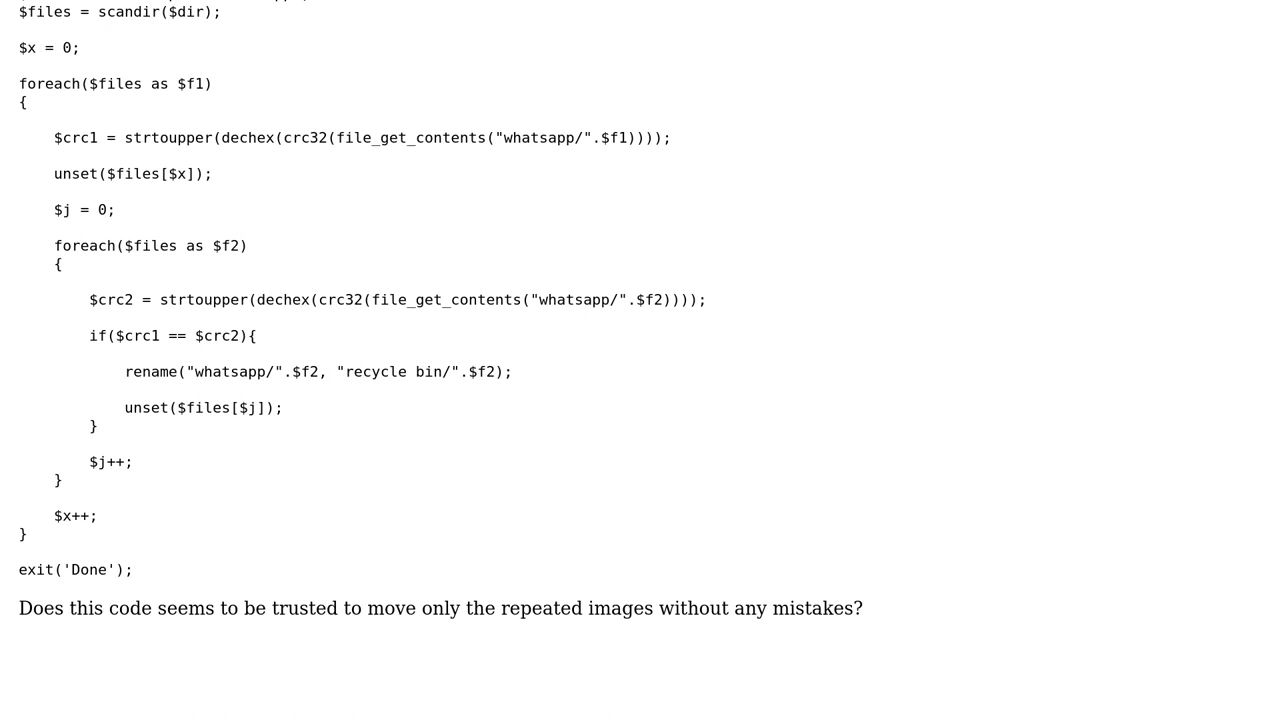 $files = scandir($dir);
$x = 0;
foreach($files as $f1)
{
$crc1 = strtoupper(dechex(crc32(file_get_contents("whatsapp/".$f1))));
unset($files[$x]);
$j = 0;
foreach($files as $f2)
{
$crc2 = strtoupper(dechex(crc32(file_get_contents("whatsapp/".$f2))));
if($crc1 == $crc2){
rename("whatsapp/".$f2, "recycle bin/".$f2);
unset($files[$j]);
}
$j++;
}
$x++;
}
exit('Done');
Does this code seems to be trusted to move only the repeated images without any mistakes?